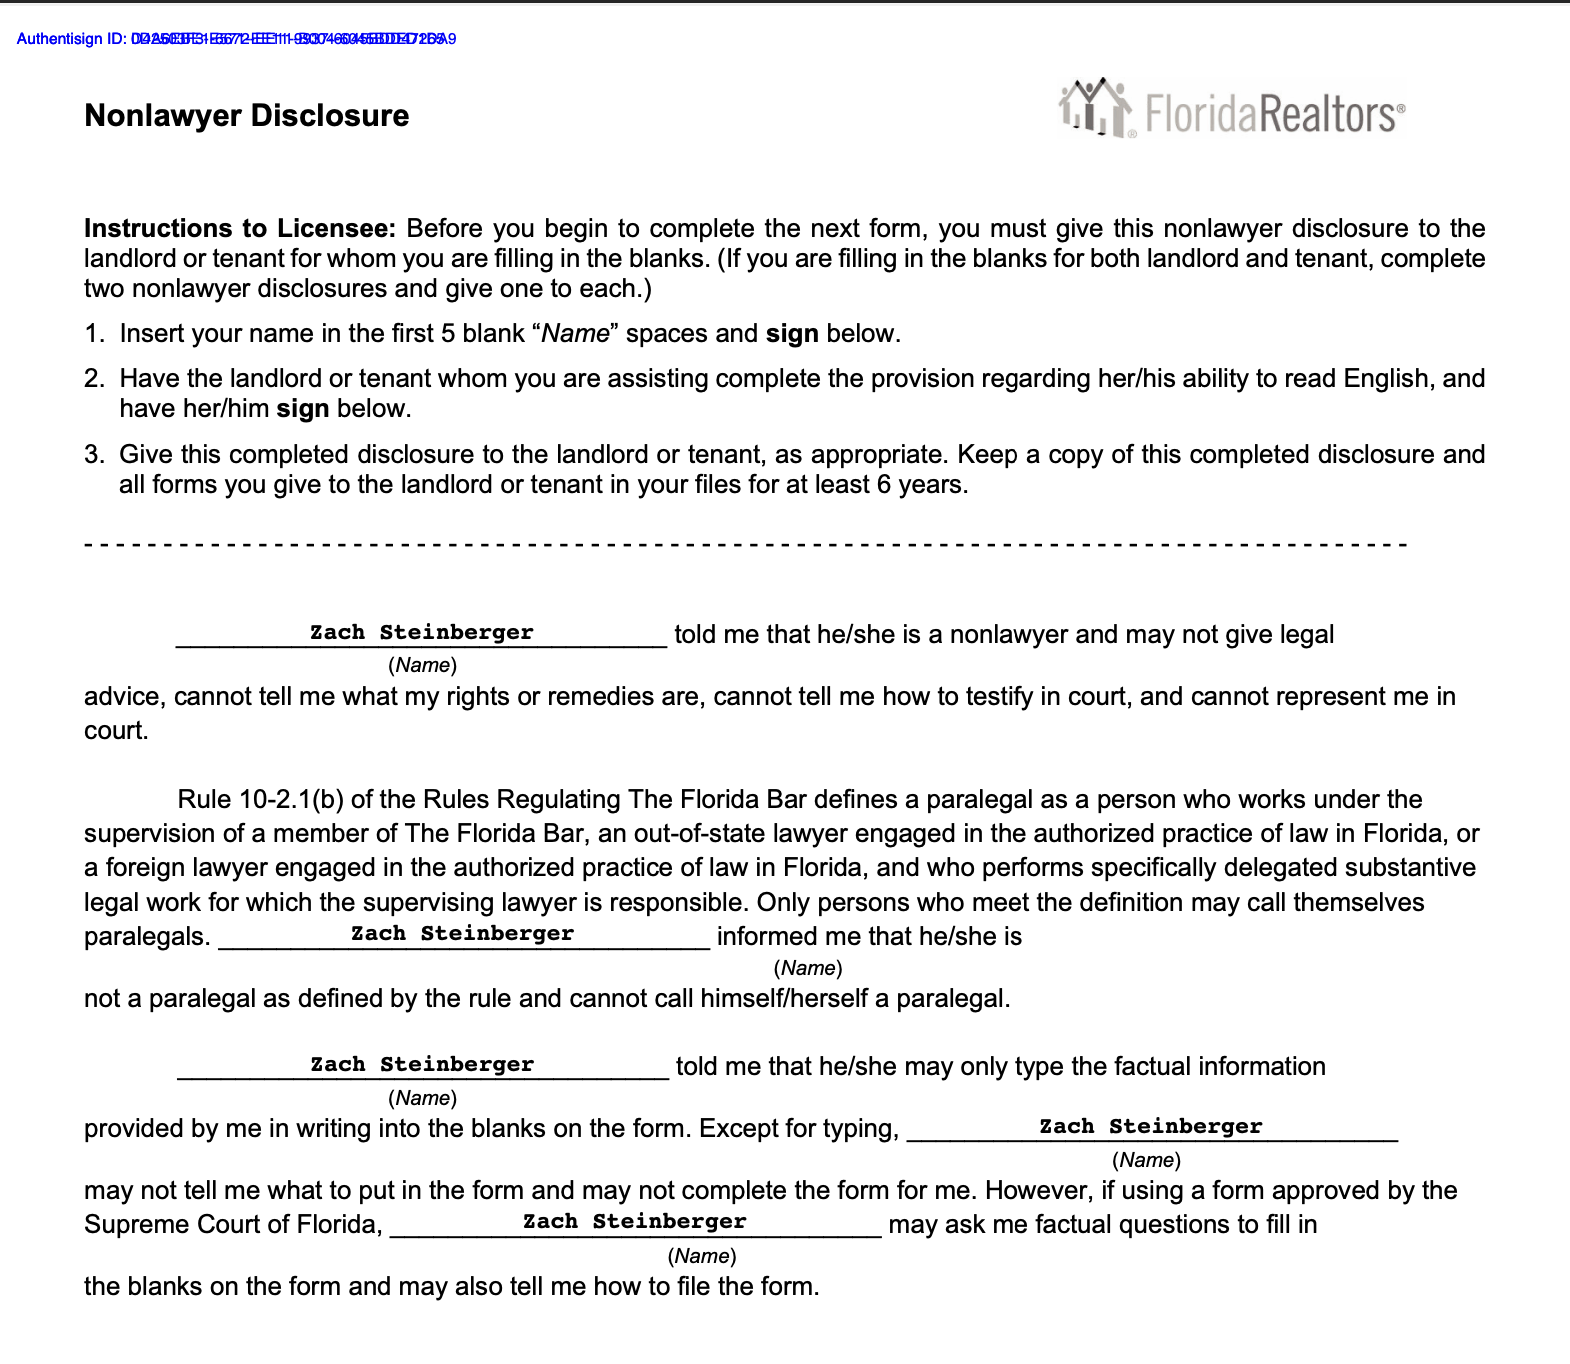 Authentisign ID:
Nonlawyer Disclosure
FloridaRealtors®
Instructions to Licensee: Before you begin to complete the next form, you must give this nonlawyer disclosure to the
landlord or tenant for whom you are filling in the blanks. (If you are filling in the blanks for both landlord and tenant, complete
two nonlawyer disclosures and give one to each.)
1. Insert your name in the first 5 blank “Name” spaces and sign below.
2. Have the landlord or tenant whom you are assisting complete the provision regarding her/his ability to read English, and
have her/him sign below.
3. Give this completed disclosure to the landlord or tenant, as appropriate. Keep a copy of this completed disclosure and
all forms you give to the landlord or tenant in your files for at least 6 years.
Zach Steinberger told me that he/she is a nonlawyer and may not give legal
(Name)
advice, cannot tell me what my rights or remedies are, cannot tell me how to testify in court, and cannot represent me in
court.
Rule 10-2.1(b) of the Rules Regulating The Florida Bar defines a paralegal as a person who works under the
supervision of a member of The Florida Bar, an out-of-state lawyer engaged in the authorized practice of law in Florida, or
a foreign lawyer engaged in the authorized practice of law in Florida, and who performs specifically delegated substantive
legal work for which the supervising lawyer is responsible. Only persons who meet the definition may call themselves
paralegals. Zach Steinberger informed me that he/she is
(Name)
not a paralegal as defined by the rule and cannot call himself/herself a paralegal.
Zach Steinberger told me that he/she may only type the factual information
(Name)
provided by me in writing into the blanks on the form. Except for typing, Zach Steinberger
(Name)
may not tell me what to put in the form and may not complete the form for me. However, if using a form approved by the
Supreme Court of Florida, Zach Steinberger may ask me factual questions to fill in
(Name)
the blanks on the form and may also tell me how to file the form.